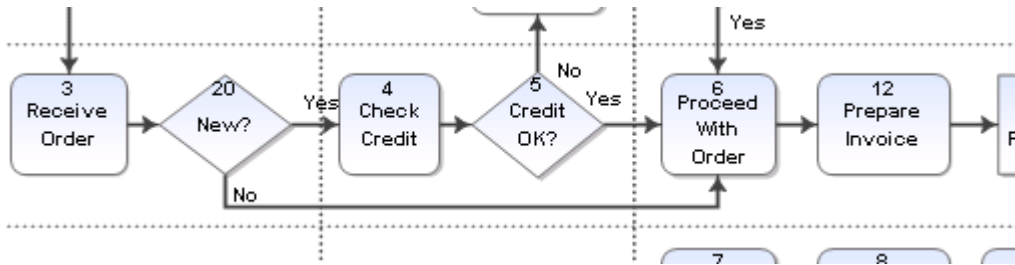 Yes
3
Receive
Order
20
New?
Yes
4
Check
Credit
5
Credit
OK?
No
Yes
6
Proceed
With
Order
12
Prepare
Invoice
No
7
8